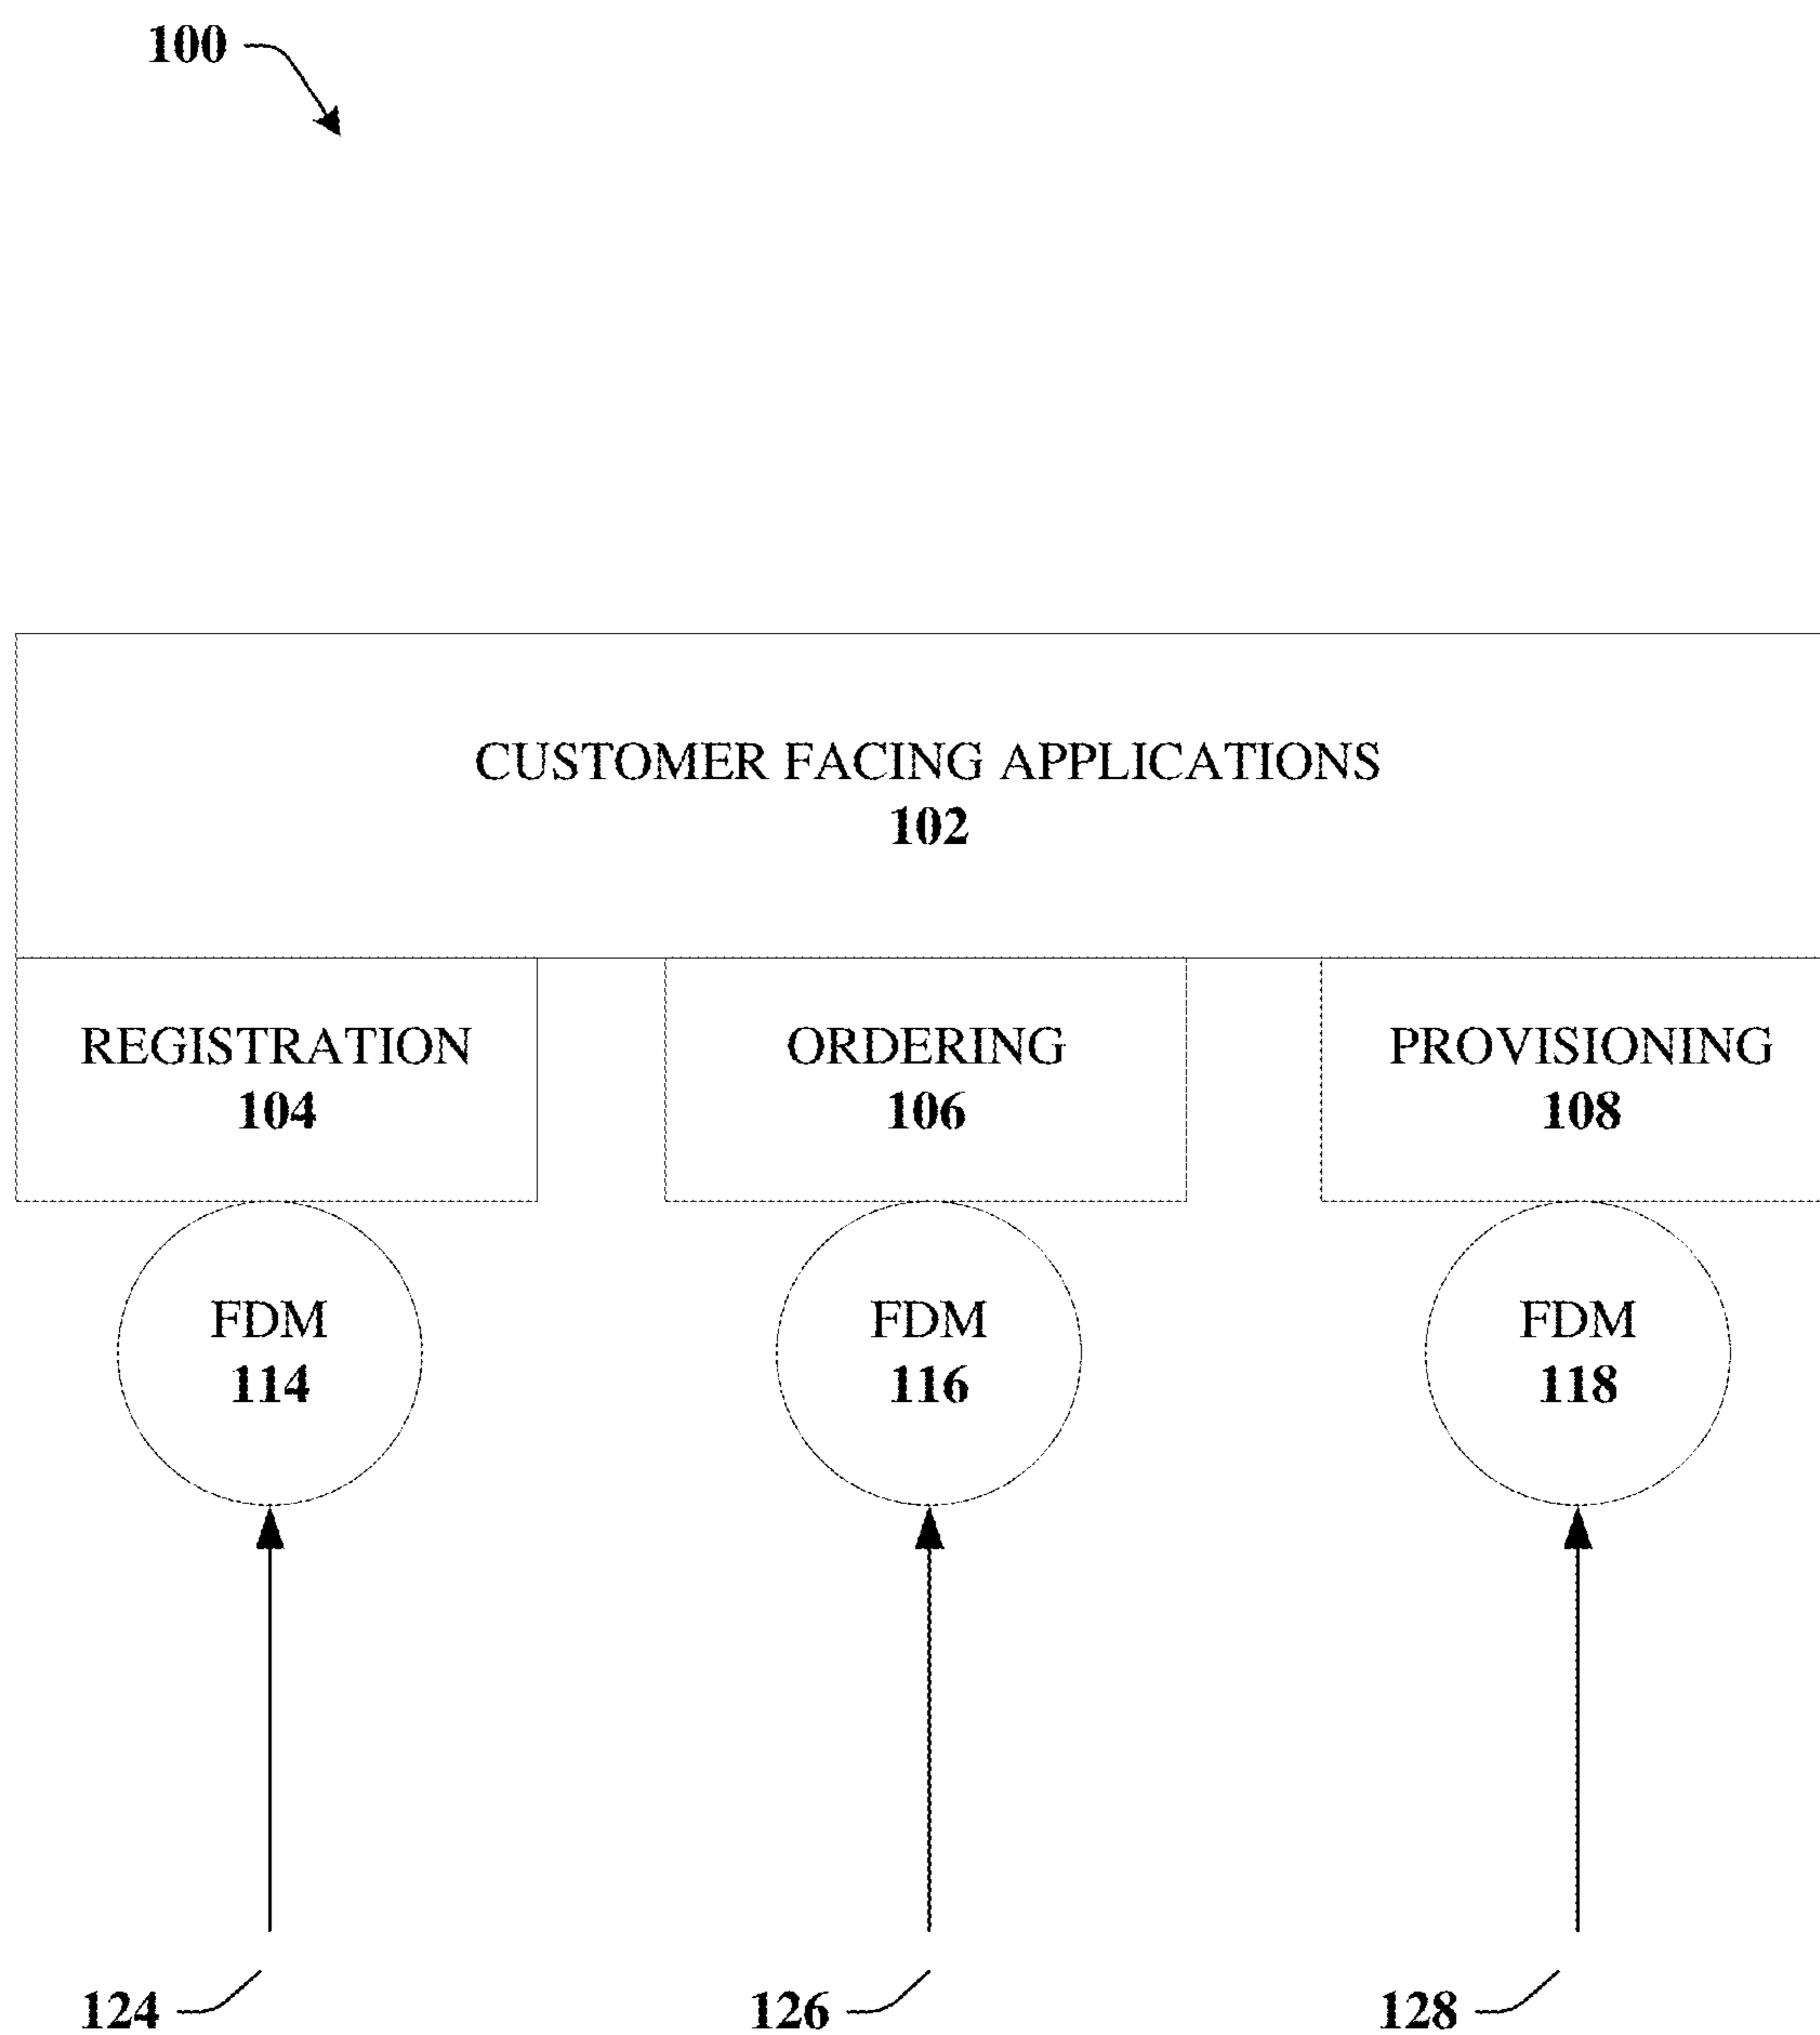 100
CUSTOMER FACING APPLICATIONS
102
REGISTRATION
104
ORDERING
106
PROVISIONING
108
FDM
114
FDM
116
FDM
118
124
126
128